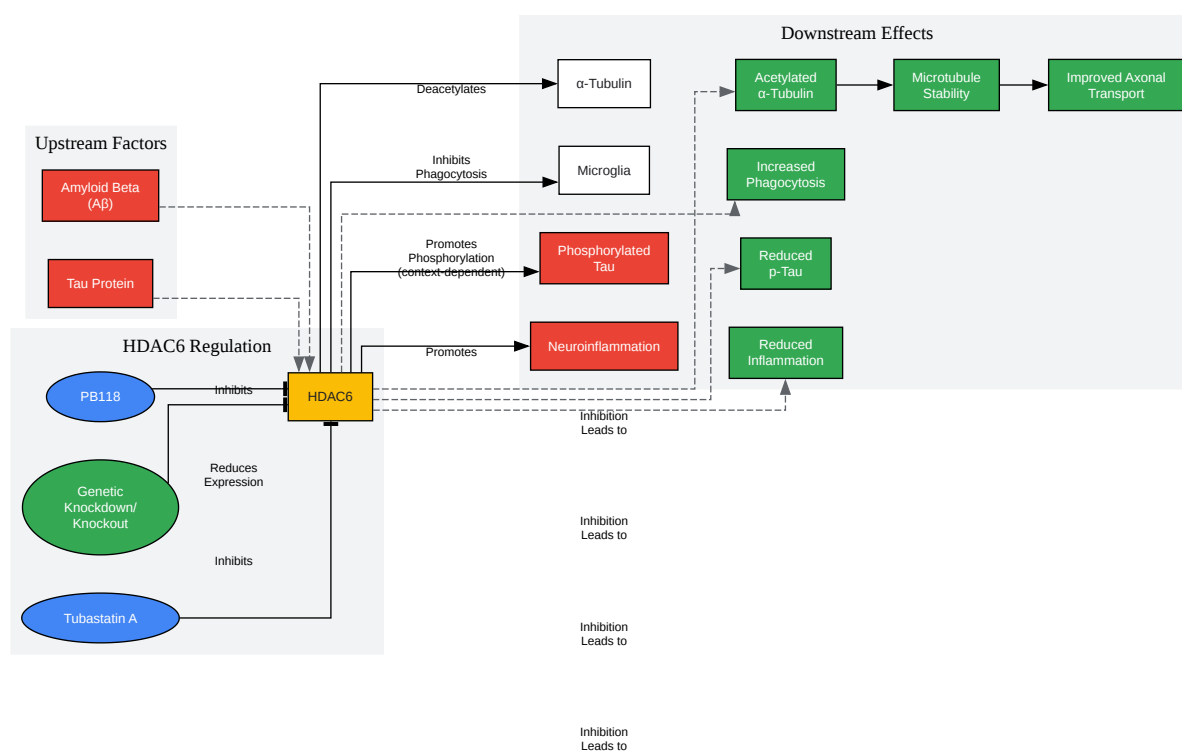 Downstream Effects
α-Tubulin
Acetylated
α-Tubulin
Microtubule
Stability
Improved Axonal
Transport
Deacetylates
Upstream Factors
Amyloid Beta
(Aβ)
Tau Protein
Inhibits
Phagocytosis
Microglia
Increased
Phagocytosis
Promotes
Phosphorylation
(context-dependent)
Phosphorylated
Tau
Reduced
p-Tau
Promotes
Neuroinflammation
Reduced
Inflammation
HDAC6 Regulation
PB118
Inhibits
HDAC6
Genetic
Knockdown/
Knockout
Reduces
Expression
Inhibits
Tubastatin A
Inhibition
Leads to
Inhibition
Leads to
Inhibition
Leads to
Inhibition
Leads to